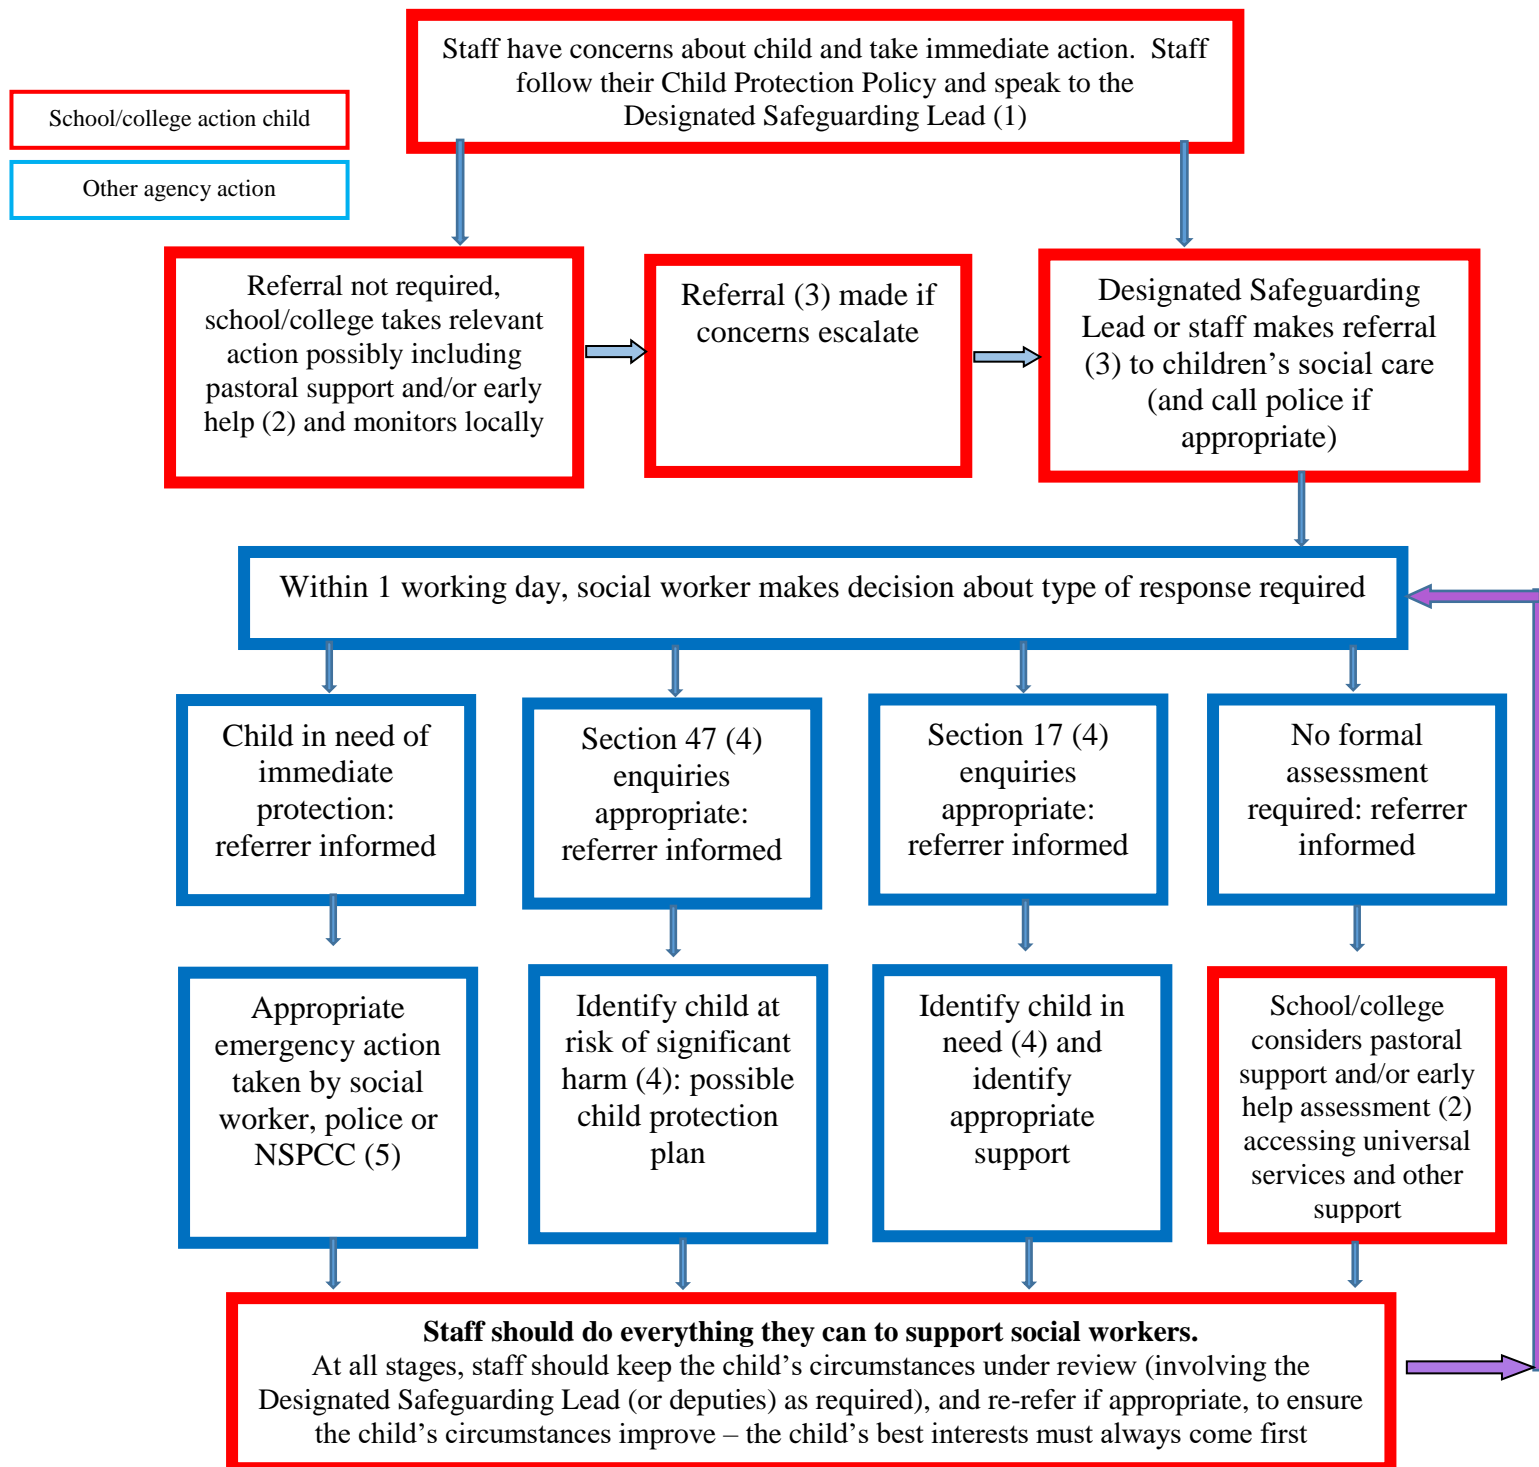 Staff have concerns about child and take immediate action.  Staff
follow their Child Protection Policy and speak to the
Designated Safeguarding Lead (1)
School/college action child
Other agency action
Referral not required,
school/college takes relevant
action possibly including
pastoral support and/or early
help (2) and monitors locally
Referral (3) made if
concerns escalate
Designated Safeguarding
Lead or staff makes referral
(3) to children’s social care
(and call police if
appropriate)
Within 1 working day, social worker makes decision about type of response required
Child in need of
immediate
protection:
referrer informed
Section 47 (4)
enquiries
appropriate:
referrer informed
Section 17 (4)
enquiries
appropriate:
referrer informed
No formal
assessment
required: referrer
informed
Appropriate
emergency action
taken by social
worker, police or
NSPCC (5)
Identify child at
risk of significant
harm (4): possible
child protection
plan
Identify child in
need (4) and
identify
appropriate
support
School/college
considers pastoral
support and/or early
help assessment (2)
accessing universal
services and other
support
Staff should do everything they can to support social workers.
At all stages, staff should keep the child’s circumstances under review (involving the
Designated Safeguarding Lead (or deputies) as required), and re-refer if appropriate, to ensure
the child’s circumstances improve – the child’s best interests must always come first